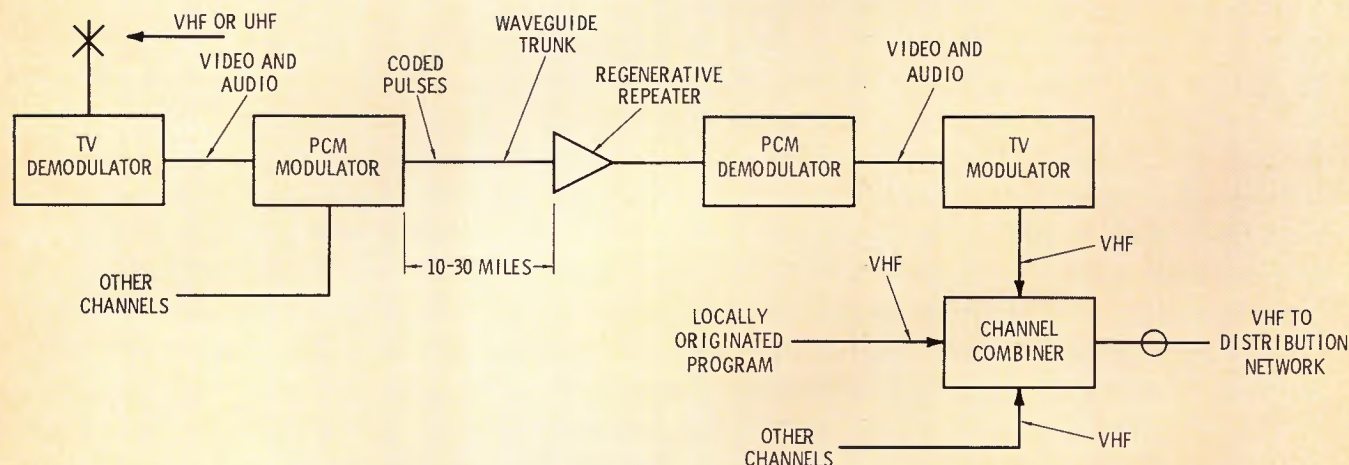 VHF OR UHF
VIDEO AND
AUDIO
CODED
PULSES
WAVEGUIDE
TRUNK
REGENERATIVE
REPEATER
VIDEO AND
AUDIO
TV
DEMODULATOR
PCM
MODULATOR
PCM
DEMODULATOR
TV
MODULATOR
10-30 MILES
OTHER
CHANNELS
VHF
VHF
LOCALLY
ORIGINATED
PROGRAM
CHANNEL
COMBINER
VHF TO
DISTRIBUTION
NETWORK
OTHER
CHANNELS
VHF